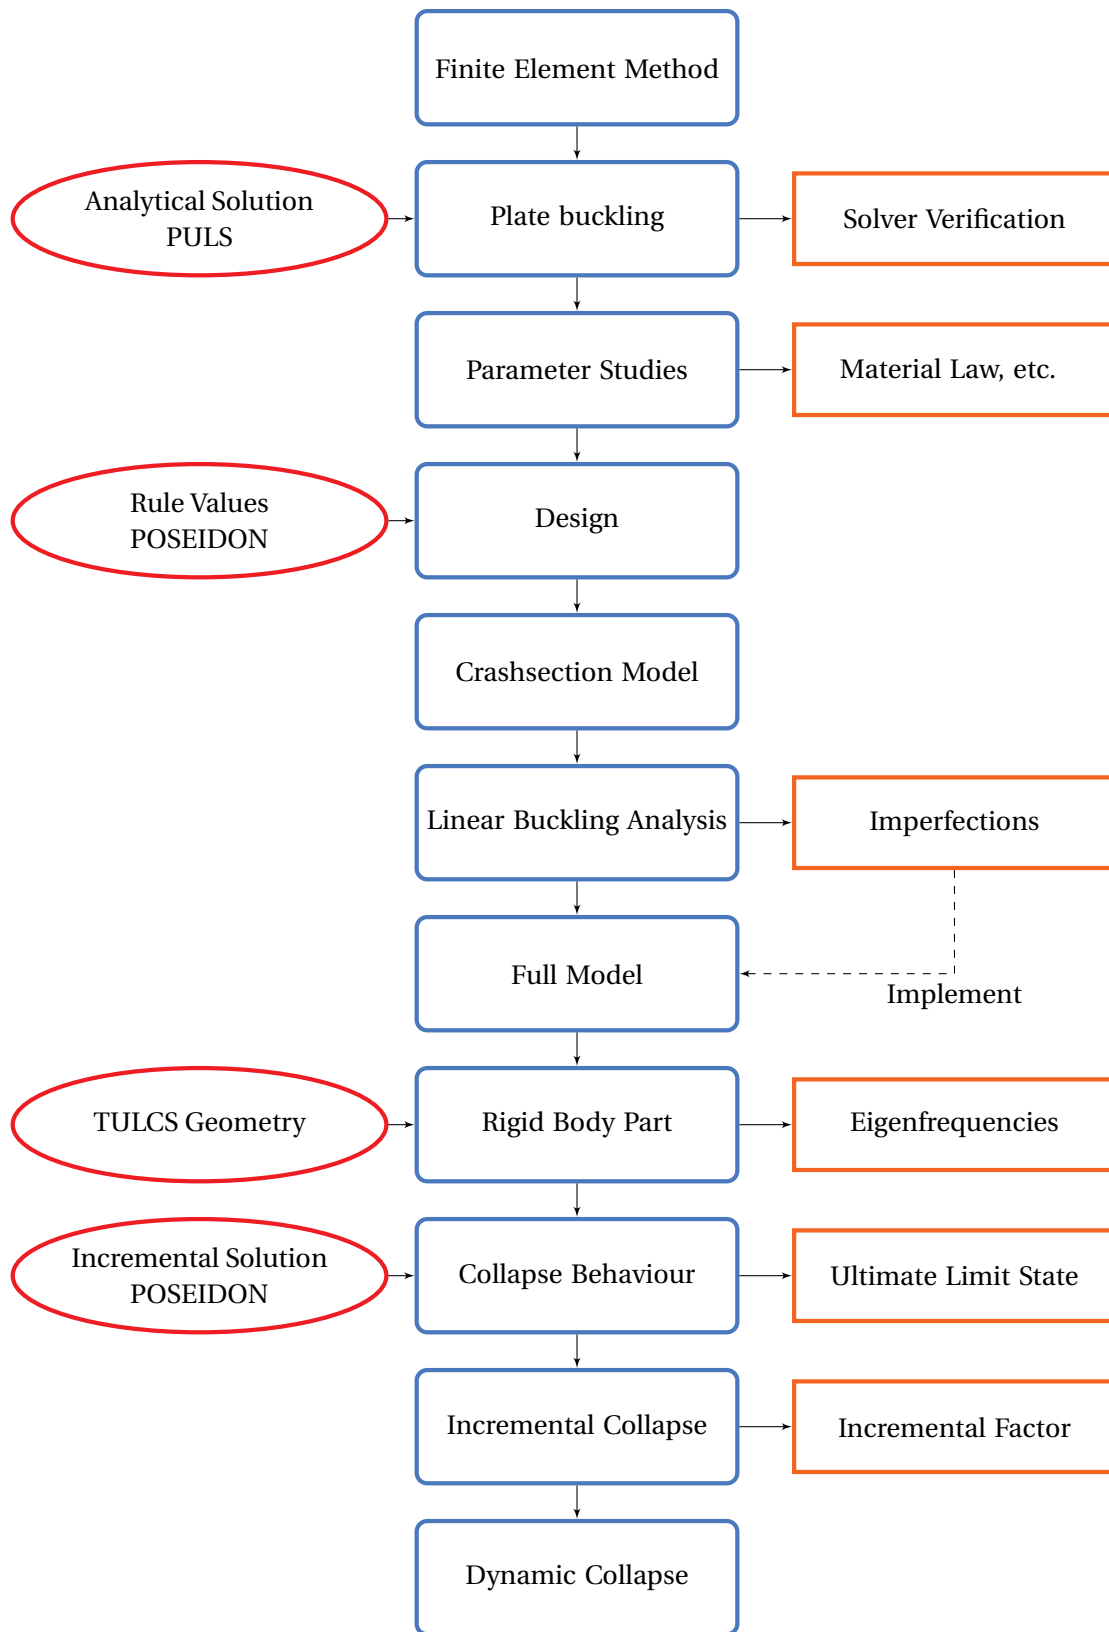 Finite Element Method
Analytical Solution
PULS
Plate buckling
Solver Verification
Parameter Studies
Material Law, etc.
Rule Values
POSEIDON
Design
Crashsection Model
Linear Buckling Analysis
Imperfections
Full Model
Implement
TULCS Geometry
Rigid Body Part
Eigenfrequencies
Incremental Solution
POSEIDON
Collapse Behaviour
Ultimate Limit State
Incremental Collapse
Incremental Factor
Dynamic Collapse